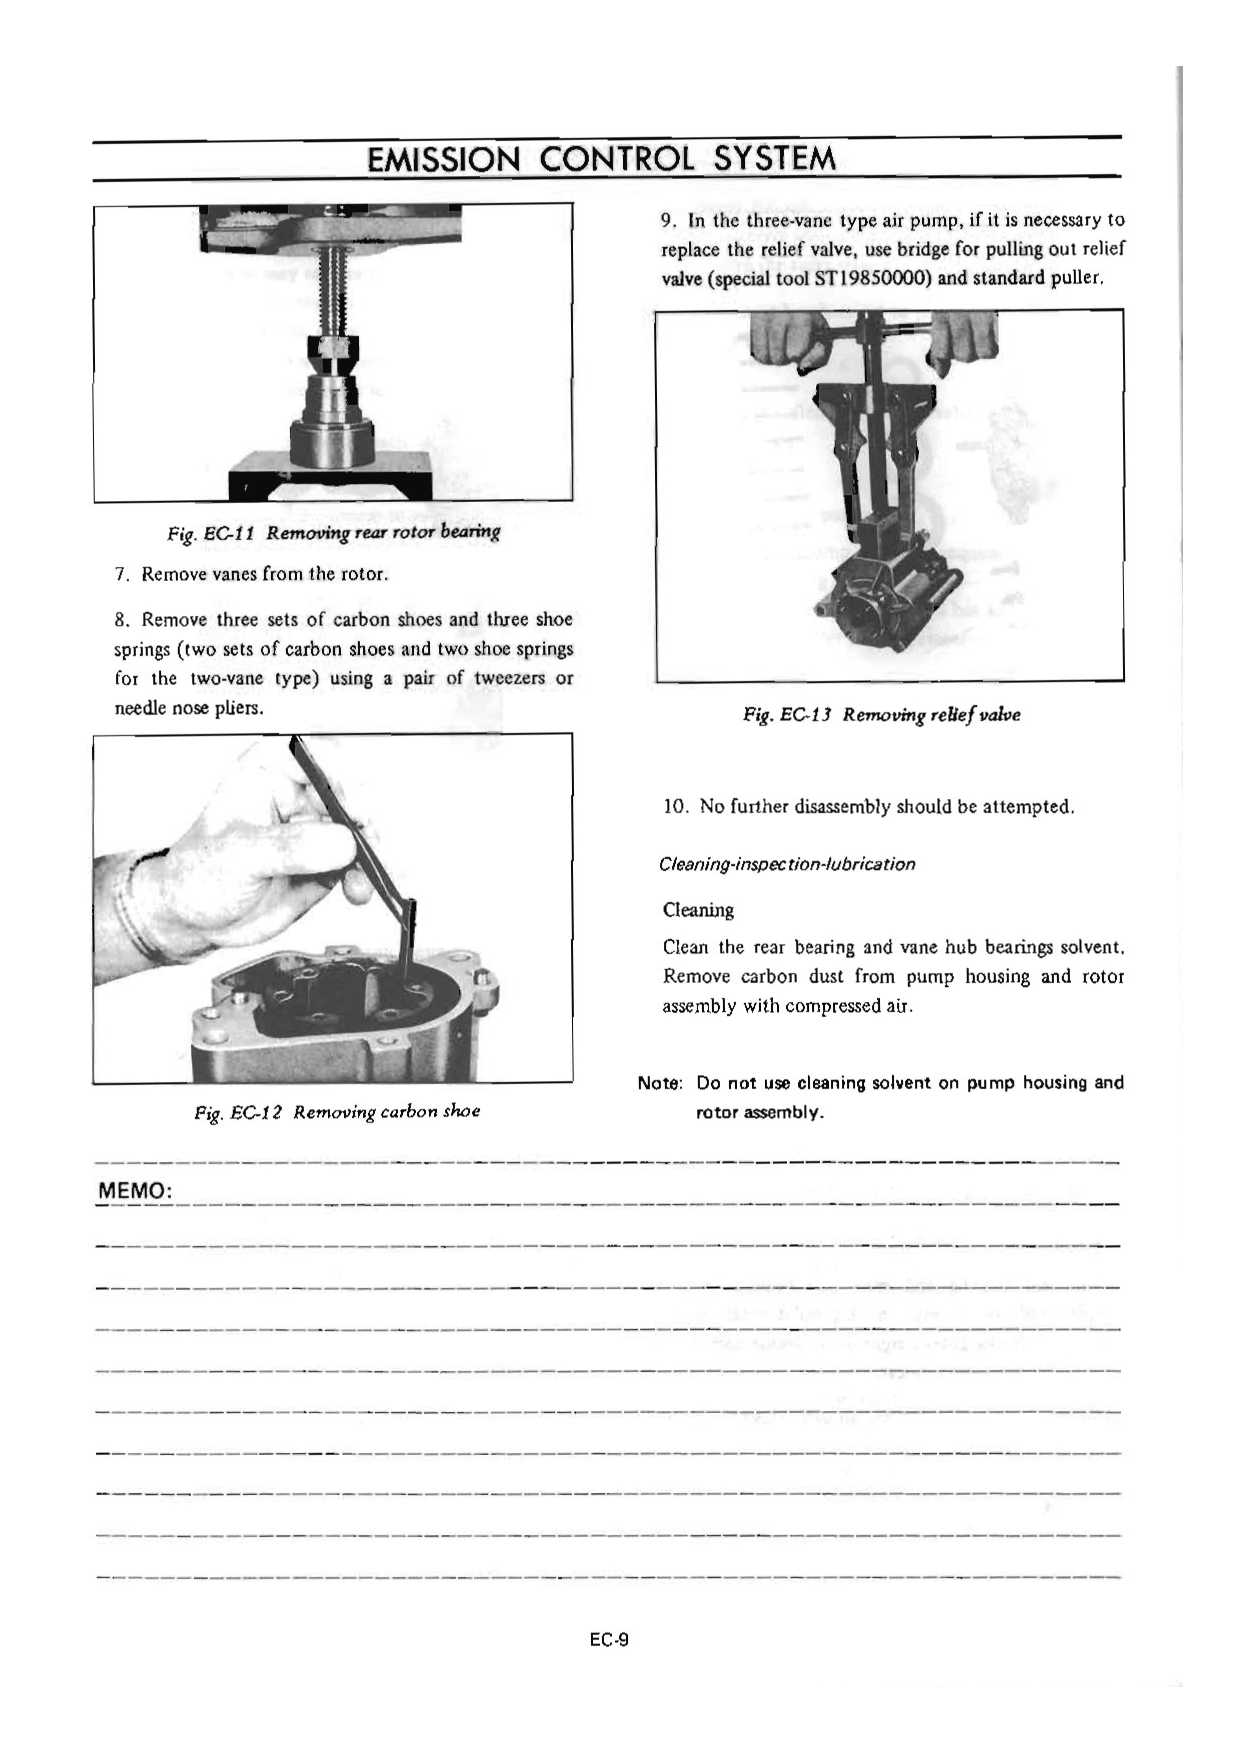 EMISSION CONTROL SYSTEM
Fig. EC-11 Removing rear rotor bearing
7. Remove vanes from the rotor.
8. Remove three sets of carbon shoes and three shoe
springs (two sets of carbon shoes and two shoe springs
for the two-vane type) using a pair of tweezers or
needle nose pliers.
Fig. EC-12 Removing carbon shoe
9. In the three-vane type air pump, if it is necessary to
replace the relief valve, use bridge for pulling out relief
valve (special tool ST19850000) and standard puller.
Fig. EC-13 Removing relief valve
10. No further disassembly should be attempted.
Cleaning-inspection-lubrication
Cleaning
Clean the rear bearing and vane hub bearings solvent.
Remove carbon dust from pump housing and rotor
assembly with compressed air.
Note: Do not use cleaning solvent on pump housing and
rotor assembly.
MEMO:
EC-9